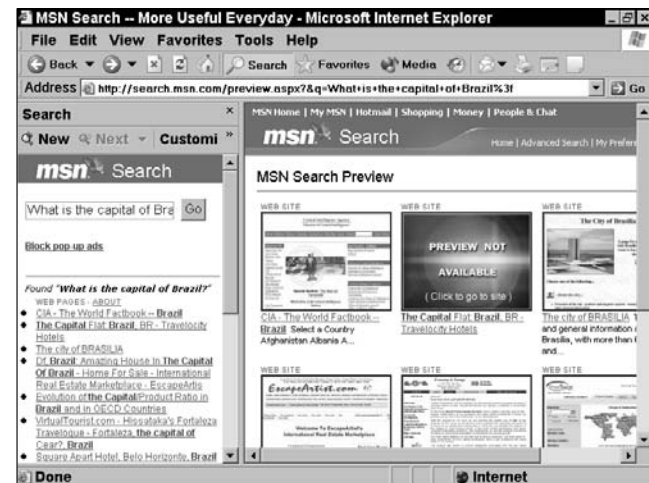 MSN Search -- More Useful Everyday - Microsoft Internet Explorer
File Edit View Favorites Tools Help
Back Search Favorites Media
Address http://search.msn.com/preview.aspx?&q=What+is+the+capital+of+Brazil%3f Go
Search ×
New Next Customi »
msn Search
What is the capital of Bra Go
Block pop-up ads
Found "What is the capital of Brazil?"
WEB PAGES - ABOUT
CIA - The World Factbook -- Brazil
The Capital Flat Brazil, BR - Travelocity
Hotels
The city of BRASILIA
Df, Brazil: Amazing House In The Capital
Of Brazil - Home For Sale - International
Real Estate Marketplace - EscapeArtis
Evolution of the Capital/Product Ratio in
Brazil and in OECD Countries
VirtualTourist.com - Hissataka's Fortaleza
Travelogue - Fortaleza, the capital of
Cear?, Brazil
Square Apart Hotel, Belo Horizonte, Brazil
MSN Home | My MSN | Hotmail | Shopping | Money | People & Chat
msn Search
Home | Advanced Search | My Prefere
MSN Search Preview
WEB SITE
WEB SITE
WEB SITE
PREVIEW NOT
AVAILABLE
( Click to go to site )
The City of Brasilia
CIA - The World Factbook --
Brazil Select a Country
Afghanistan Albania A...
The Capital Flat Brazil, BR -
Travelocity Hotels
The city of BRASILIA T
and general information
Brasilia, with more than
and...
WEB SITE
WEB SITE
WEB SITE
EscapeArtist.com
Welcome To EscapeArtist's
International Real Estate Marketplace
Done
Internet